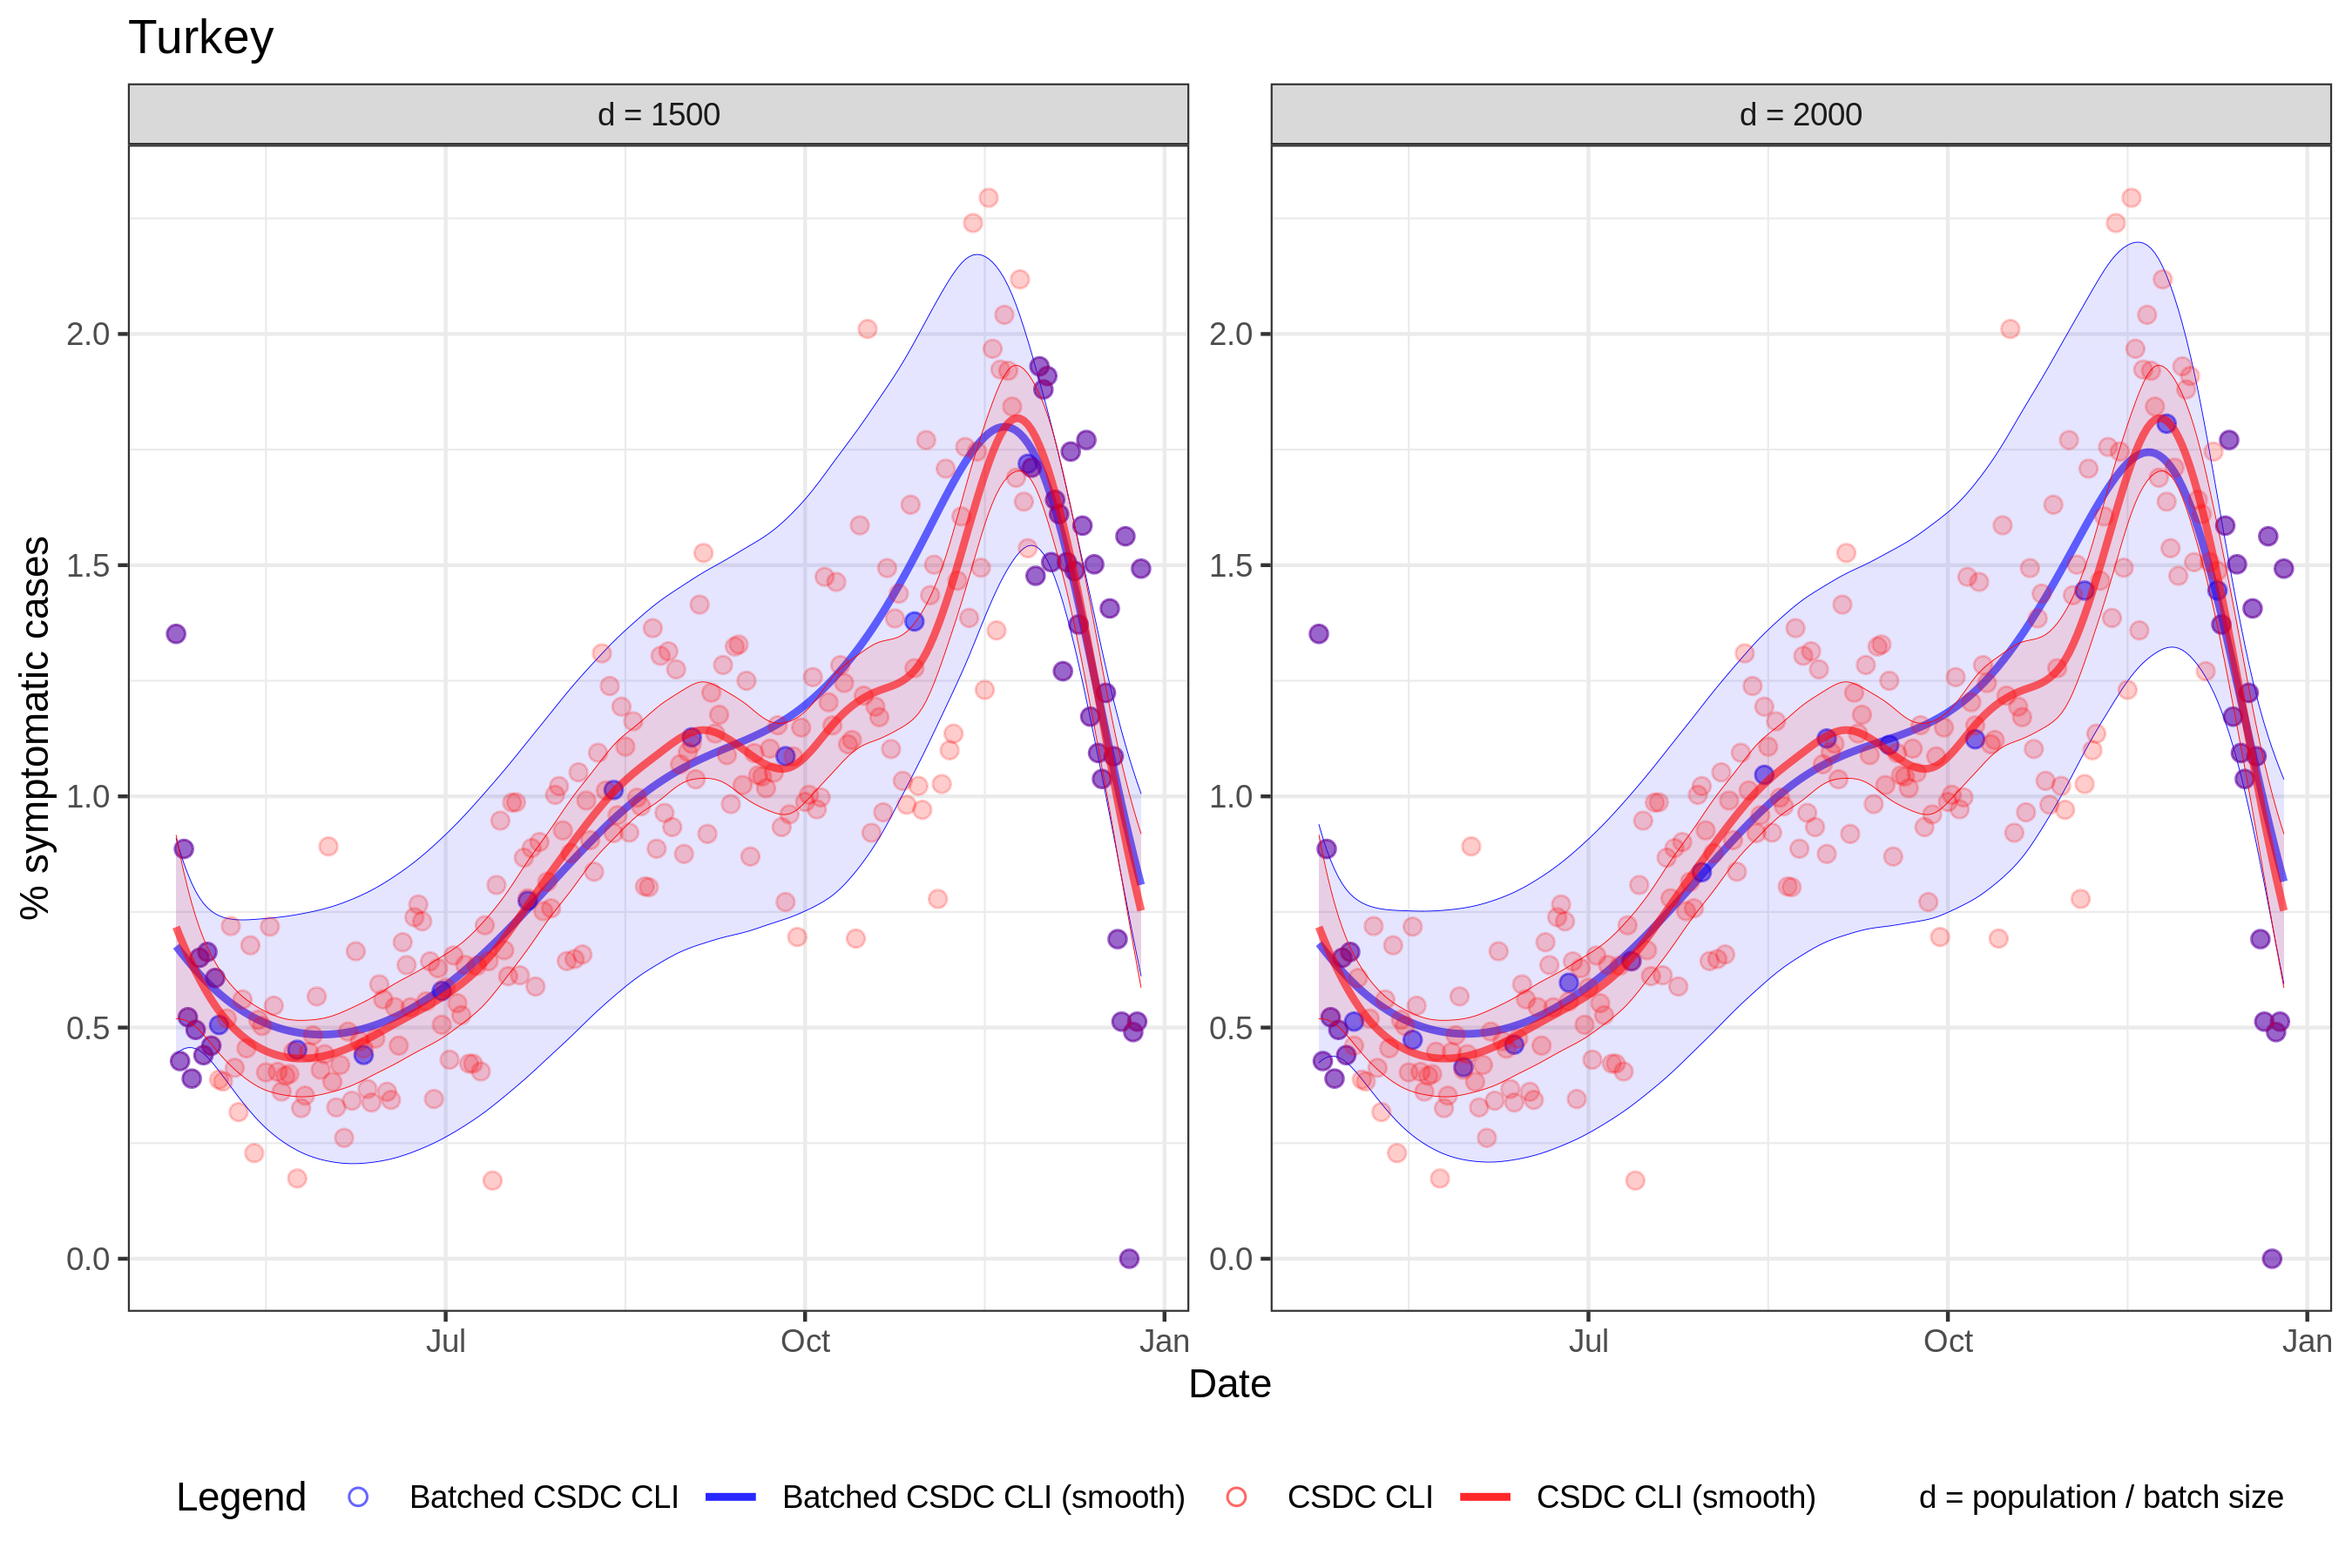 Turkey
d = 1500
d = 2000
% symptomatic cases
2.0
1.5
1.0
0.5
0.0
2.0
1.5
1.0
0.5
0.0
Jul
Oct
Jan
Jul
Oct
Jan
Date
Legend
Batched CSDC CLI
Batched CSDC CLI (smooth)
CSDC CLI
CSDC CLI (smooth)
d = population / batch size